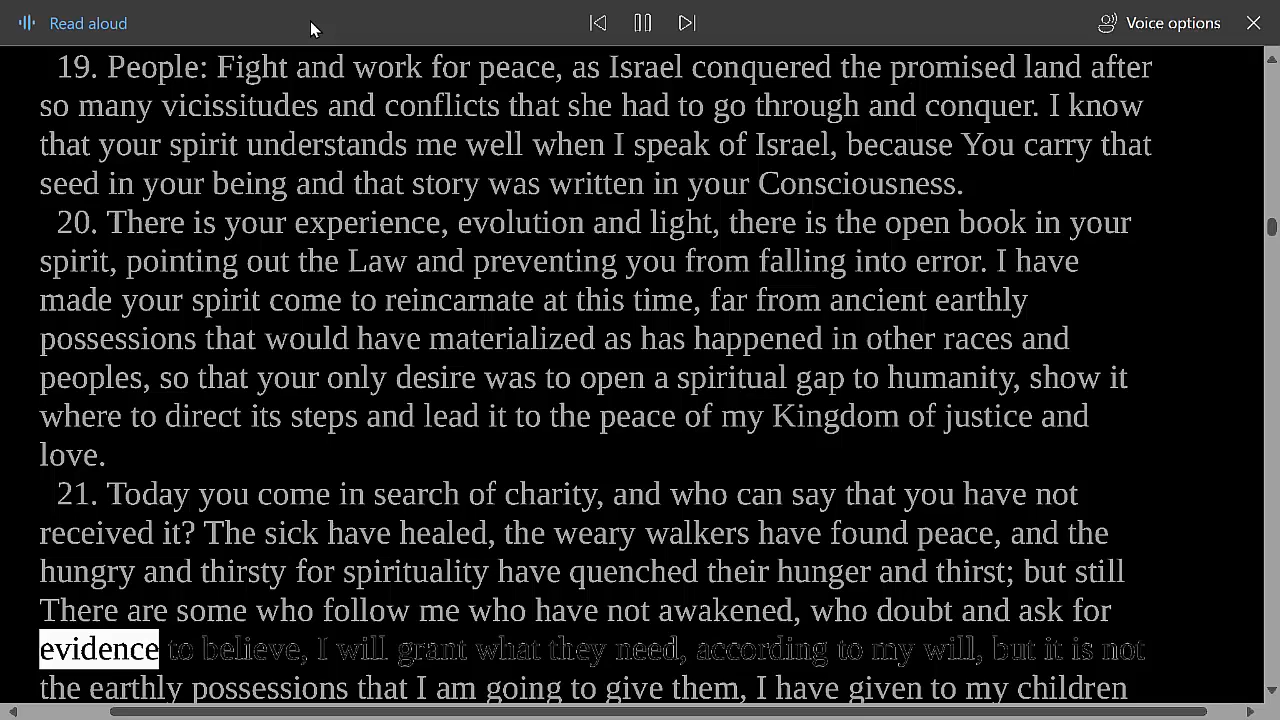 Read aloud
Voice options
19. People: Fight and work for peace, as Israel conquered the promised land after
so many vicissitudes and conflicts that she had to go through and conquer. I know
that your spirit understands me well when I speak of Israel, because You carry that
seed in your being and that story was written in your Consciousness.
20. There is your experience, evolution and light, there is the open book in your
spirit, pointing out the Law and preventing you from falling into error. I have
made your spirit come to reincarnate at this time, far from ancient earthly
possessions that would have materialized as has happened in other races and
peoples, so that your only desire was to open a spiritual gap to humanity, show it
where to direct its steps and lead it to the peace of my Kingdom of justice and
love.
21. Today you come in search of charity, and who can say that you have not
received it? The sick have healed, the weary walkers have found peace, and the
hungry and thirsty for spirituality have quenched their hunger and thirst; but still
There are some who follow me who have not awakened, who doubt and ask for
evidence to believe, I will grant what they need, according to my will, but it is not
the earthly possessions that I am going to give them, I have given to my children